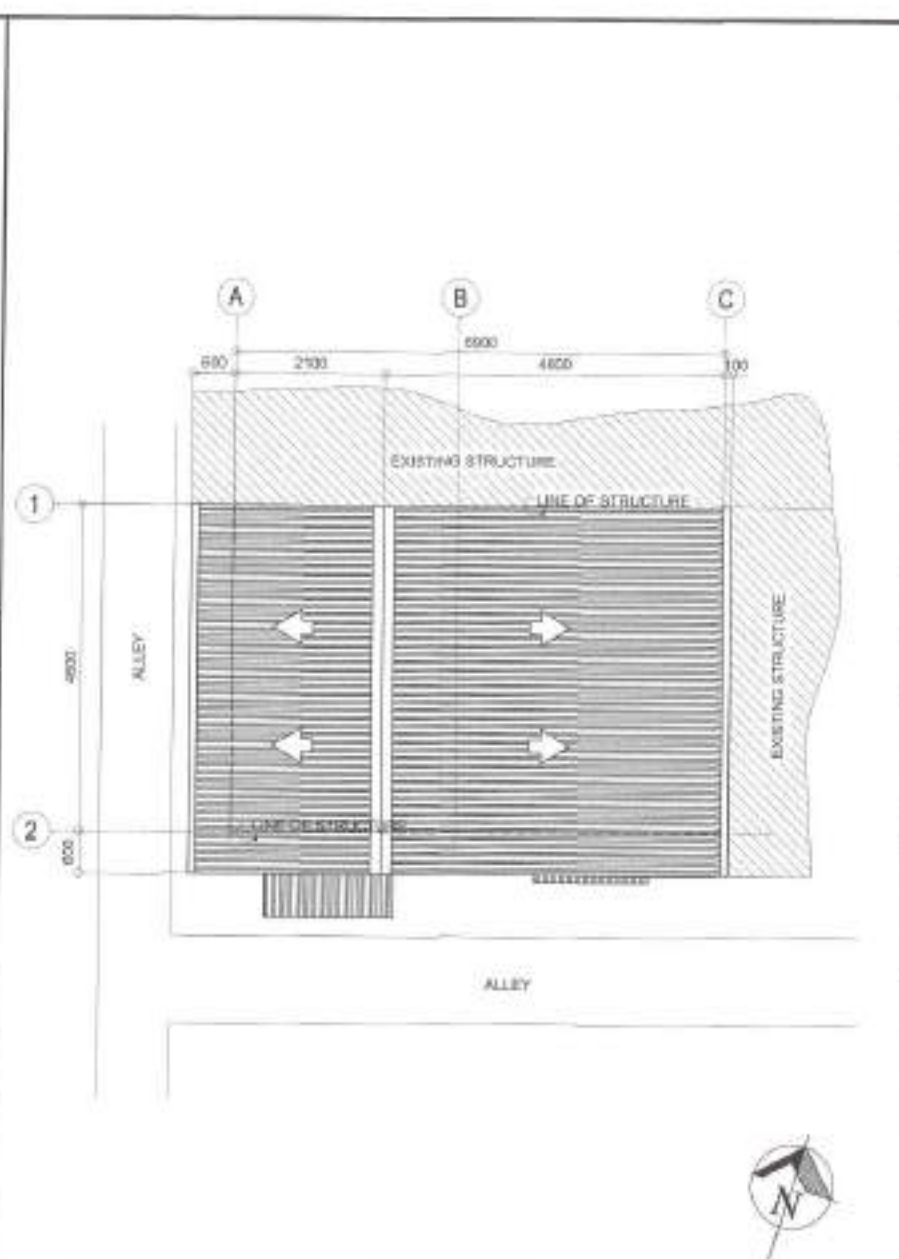 A
B
C
6900
600
2100
4800
100
EXISTING STRUCTURE
1
LINE OF STRUCTURE
4600
ALLEY
EXISTING STRUCTURE
2
LINE OF STRUCTURE
600
ALLEY
N